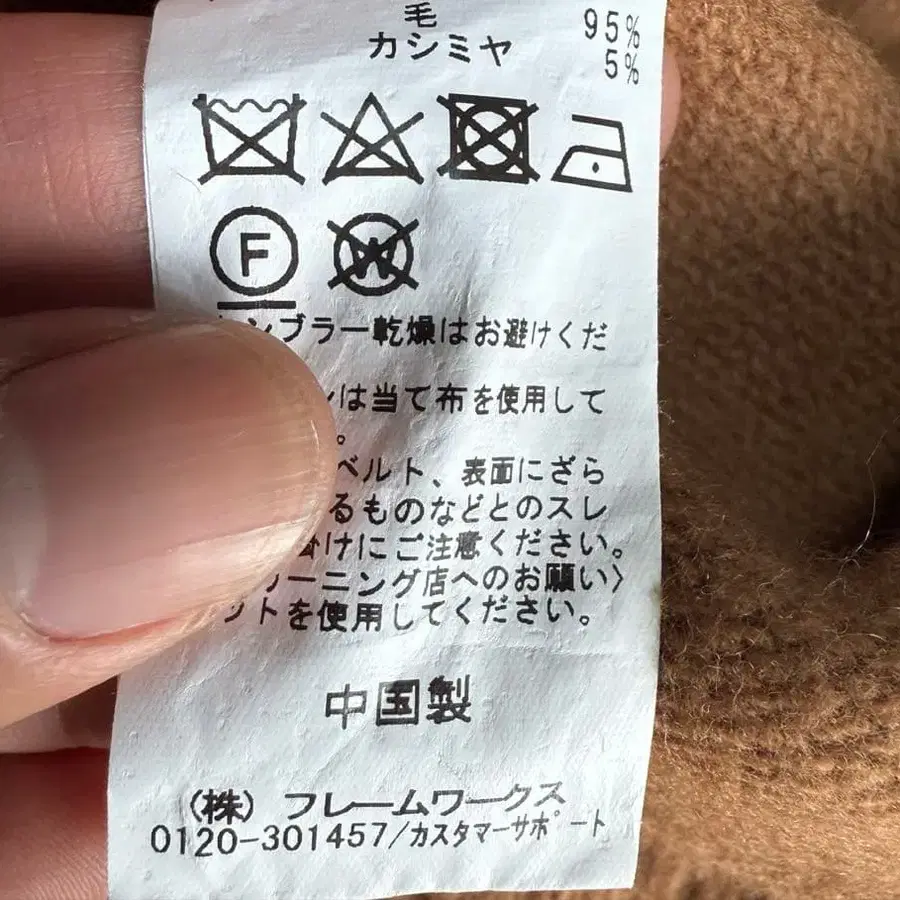 毛 95%
カシミヤ 5%
F
W
ンブラー乾燥はお避けくだ
は当て布を使用して
。
ベルト、表面にざら
るものなどとのスレ
掛けにご注意ください。
リーニング店へのお願い〉
ットを使用してください。
中国製
(株) フレームワークス
0120-301457/カスタマーサポート